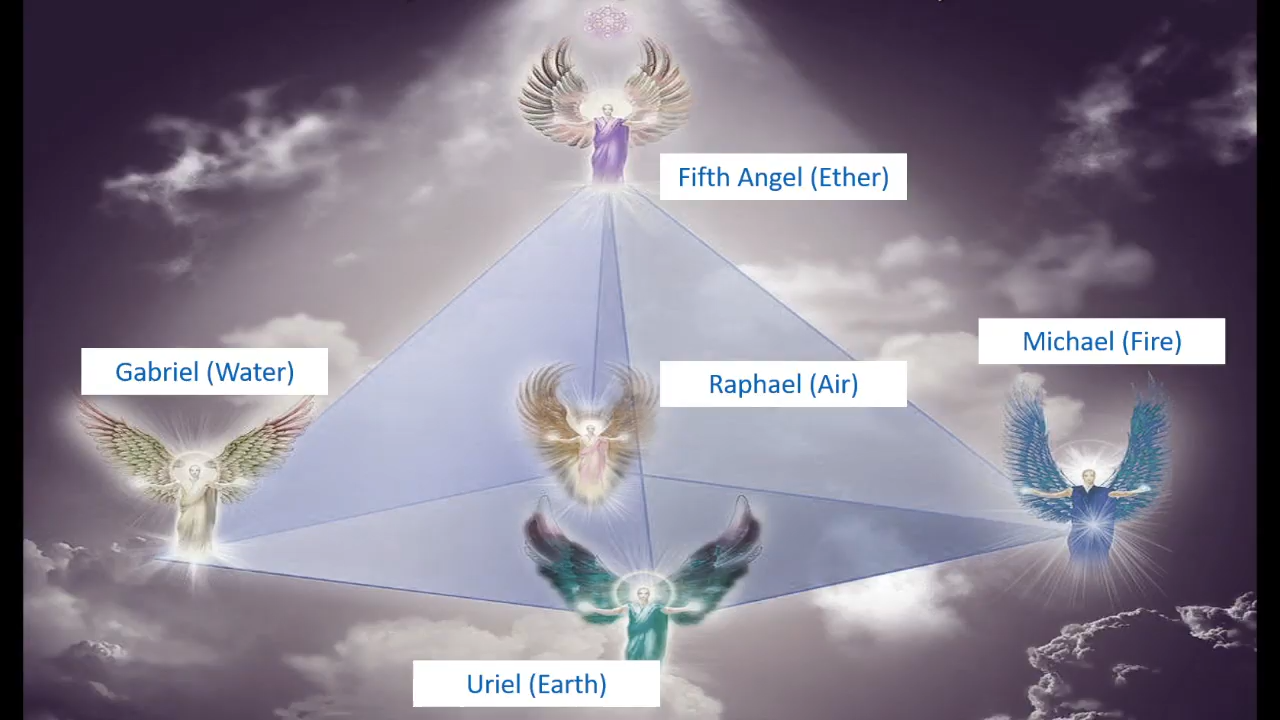 Fifth Angel (Ether)
Michael (Fire)
Gabriel (Water)
Raphael (Air)
Uriel (Earth)